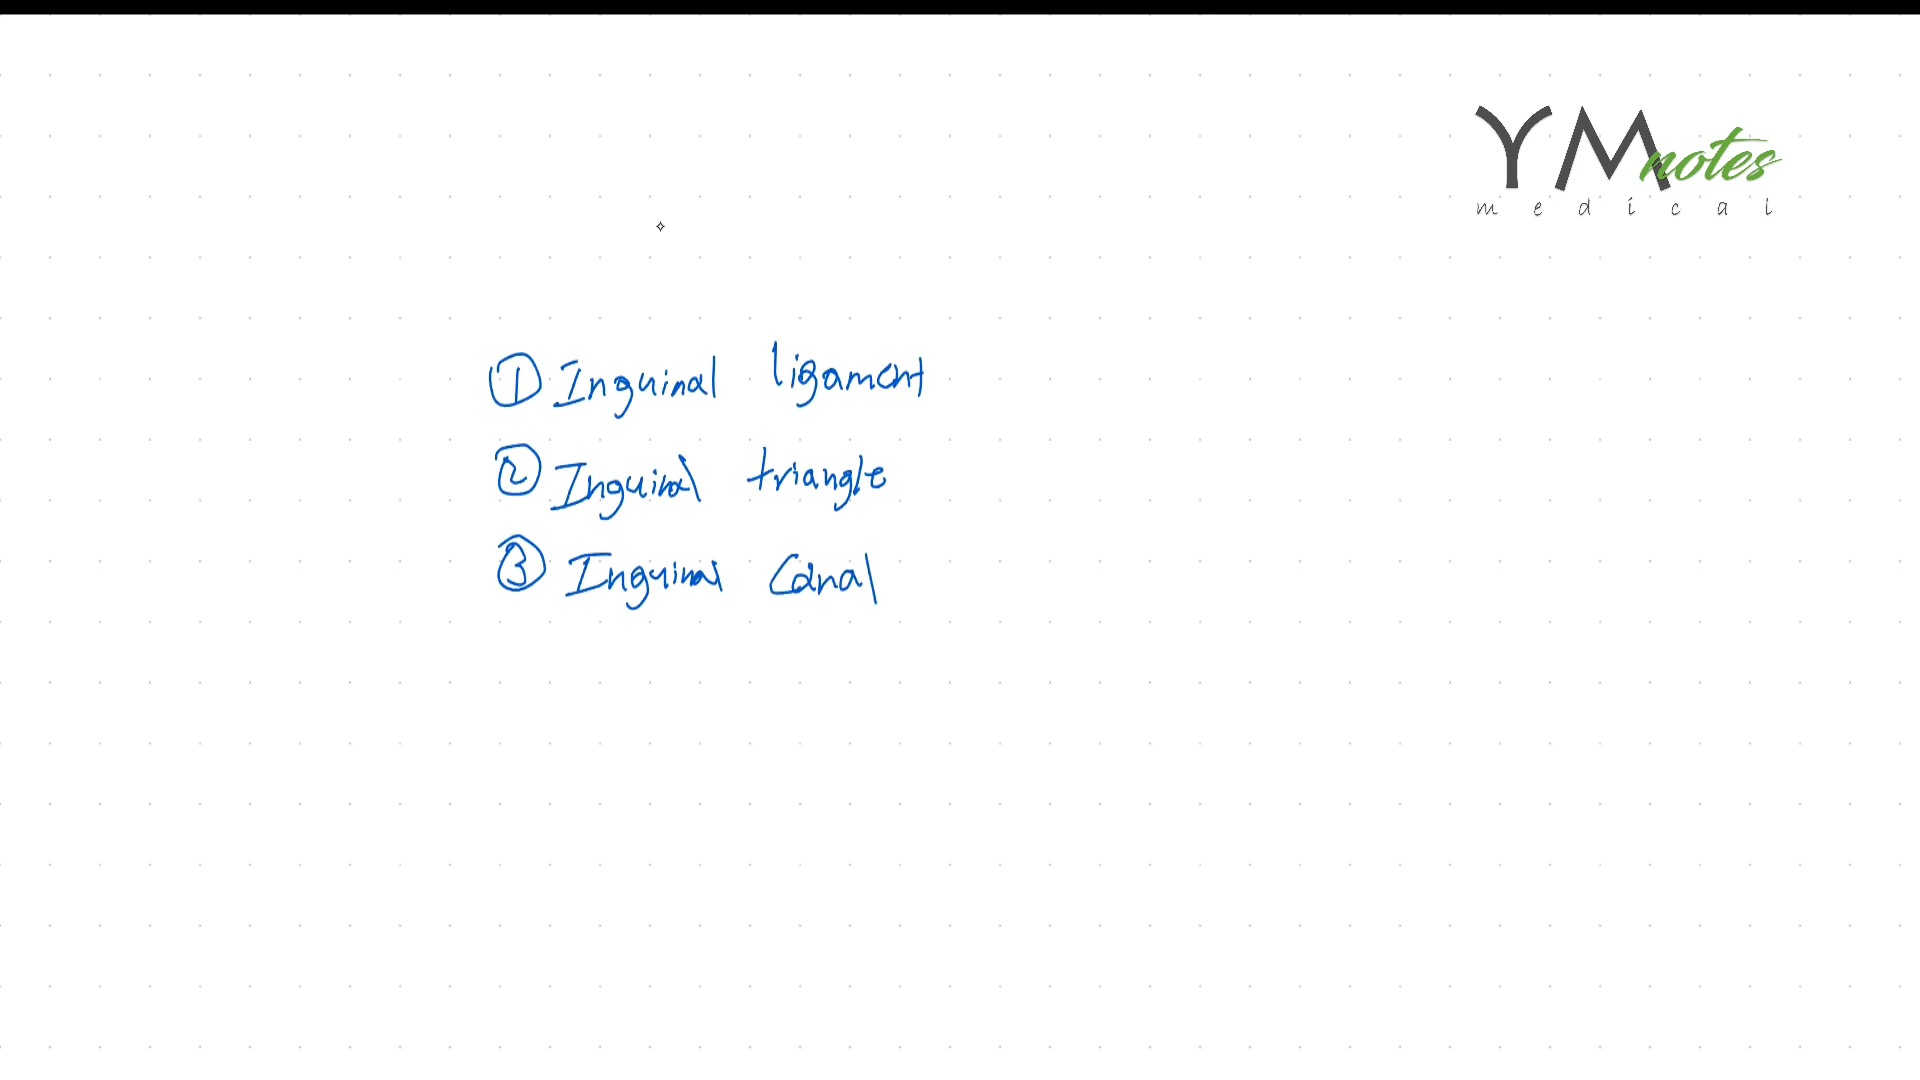 YM notes
medical
① Inguinal ligament
② Inguinal triangle
③ Inguinal Canal